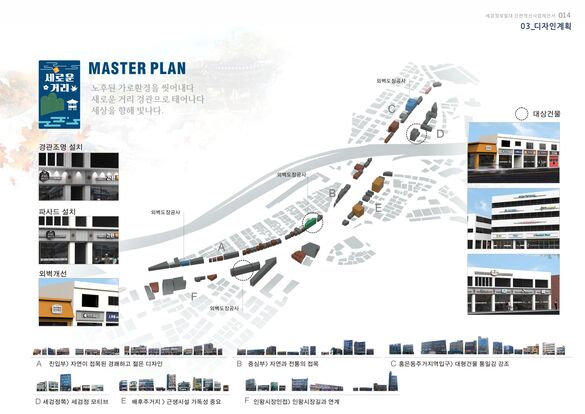 세검정로일대 간판개선사업제안서 014
03_디자인계획
새로운
거리
MASTER PLAN
노후된 가로환경을 씻어내다
새로운 거리 경관으로 태어나다
세상을 향해 빛나다.
외벽도장공사
C
D
대상건물
경관조명 설치
외벽도장공사
B
E
파사드 설치
외벽도장공사
A
외벽개선
F
외벽도장공사
A 진입부) 자연이 접목된 경쾌하고 젊은 디자인
B 중심부) 자연과 전통의 접목
C 홍은동주거지역입구) 대형건물 통일감 강조
D 세검정쪽) 세검정 모티브
E 배후주거지) 근생시설 가독성 중요
F 인왕시장인접) 인왕시장길과 연계